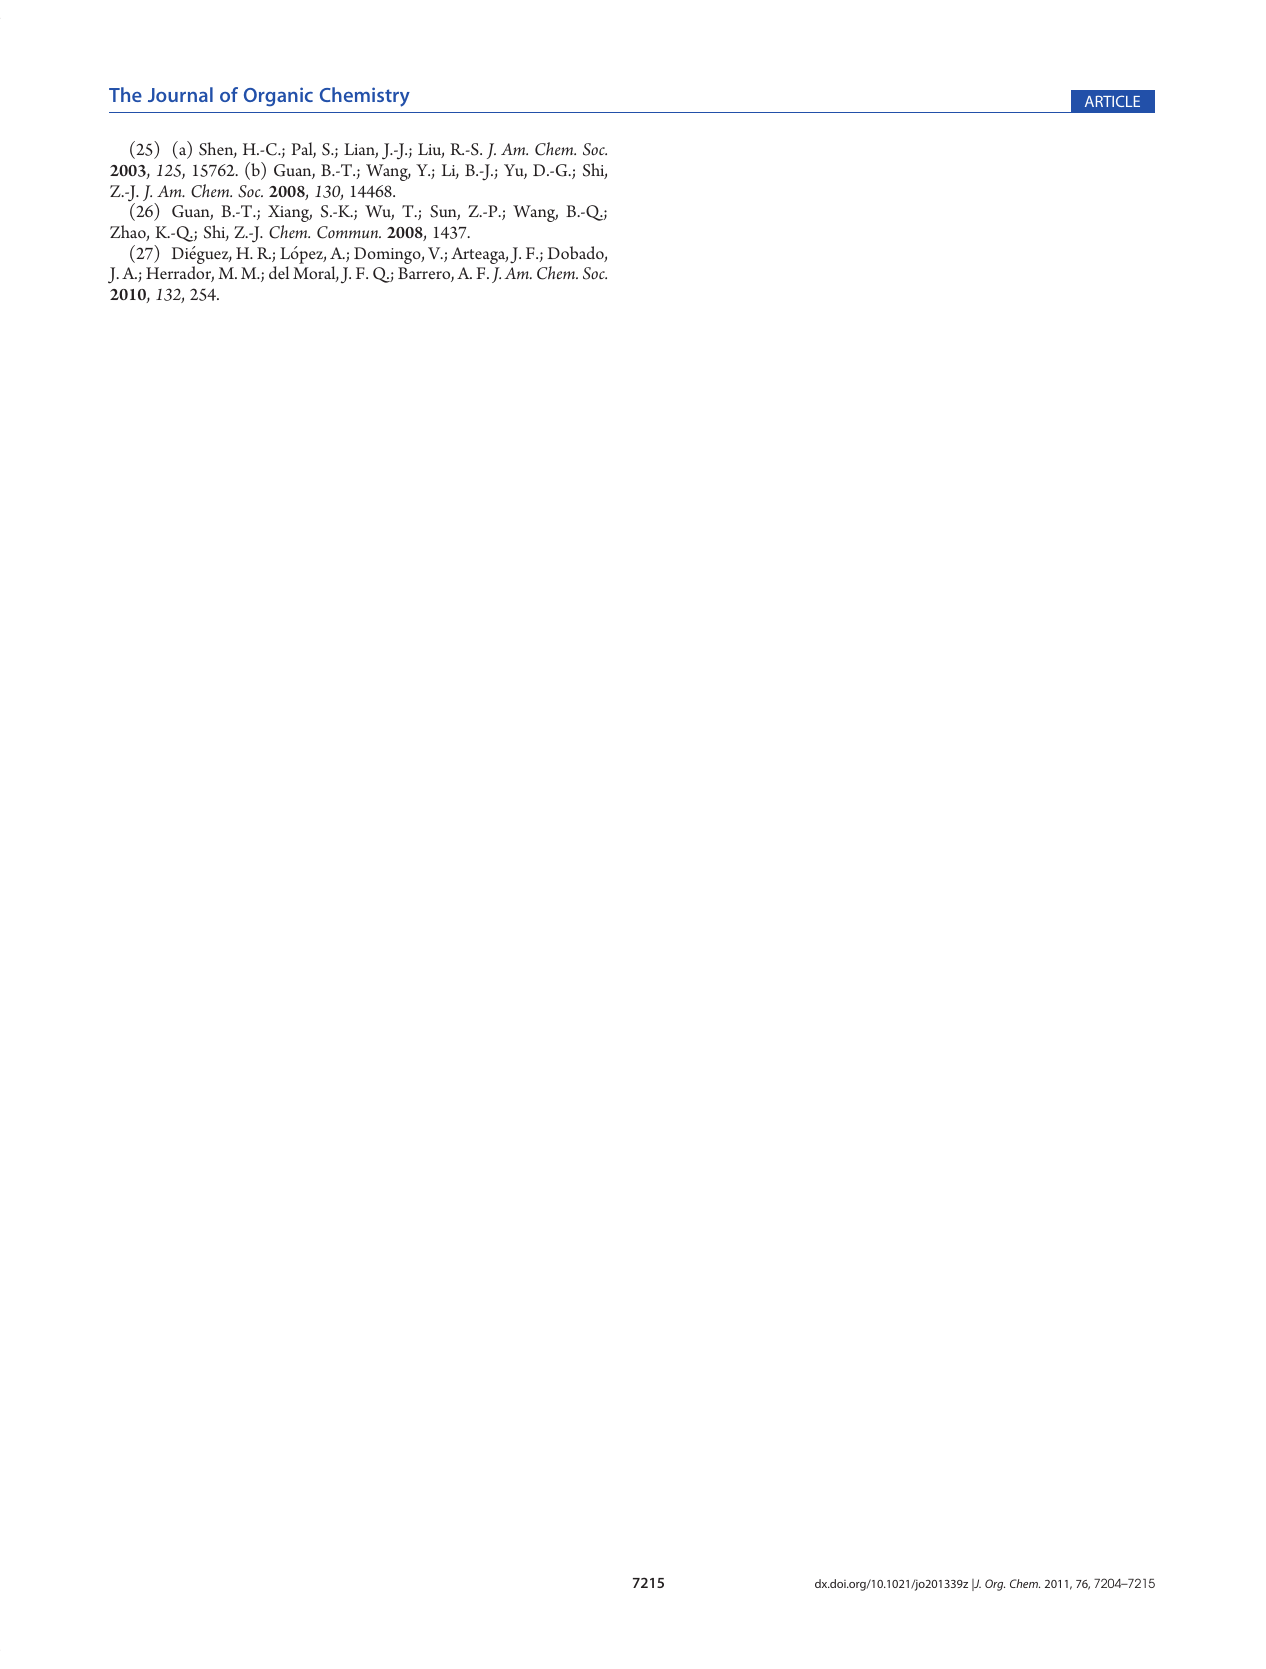 The Journal of Organic Chemistry
ARTICLE
(25) (a) Shen, H.-C.; Pal, S.; Lian, J.-J.; Liu, R.-S. J. Am. Chem. Soc.
2003, 125, 15762. (b) Guan, B.-T.; Wang, Y.; Li, B.-J.; Yu, D.-G.; Shi,
Z.-J. J. Am. Chem. Soc. 2008, 130, 14468.
(26) Guan, B.-T.; Xiang, S.-K.; Wu, T.; Sun, Z.-P.; Wang, B.-Q.;
Zhao, K.-Q.; Shi, Z.-J. Chem. Commun. 2008, 1437.
(27) Diéguez, H. R.; López, A.; Domingo, V.; Arteaga, J. F.; Dobado,
J. A.; Herrador, M. M.; del Moral, J. F. Q.; Barrero, A. F. J. Am. Chem. Soc.
2010, 132, 254.
7215
dx.doi.org/10.1021/jo201339z |J. Org. Chem. 2011, 76, 7204–7215